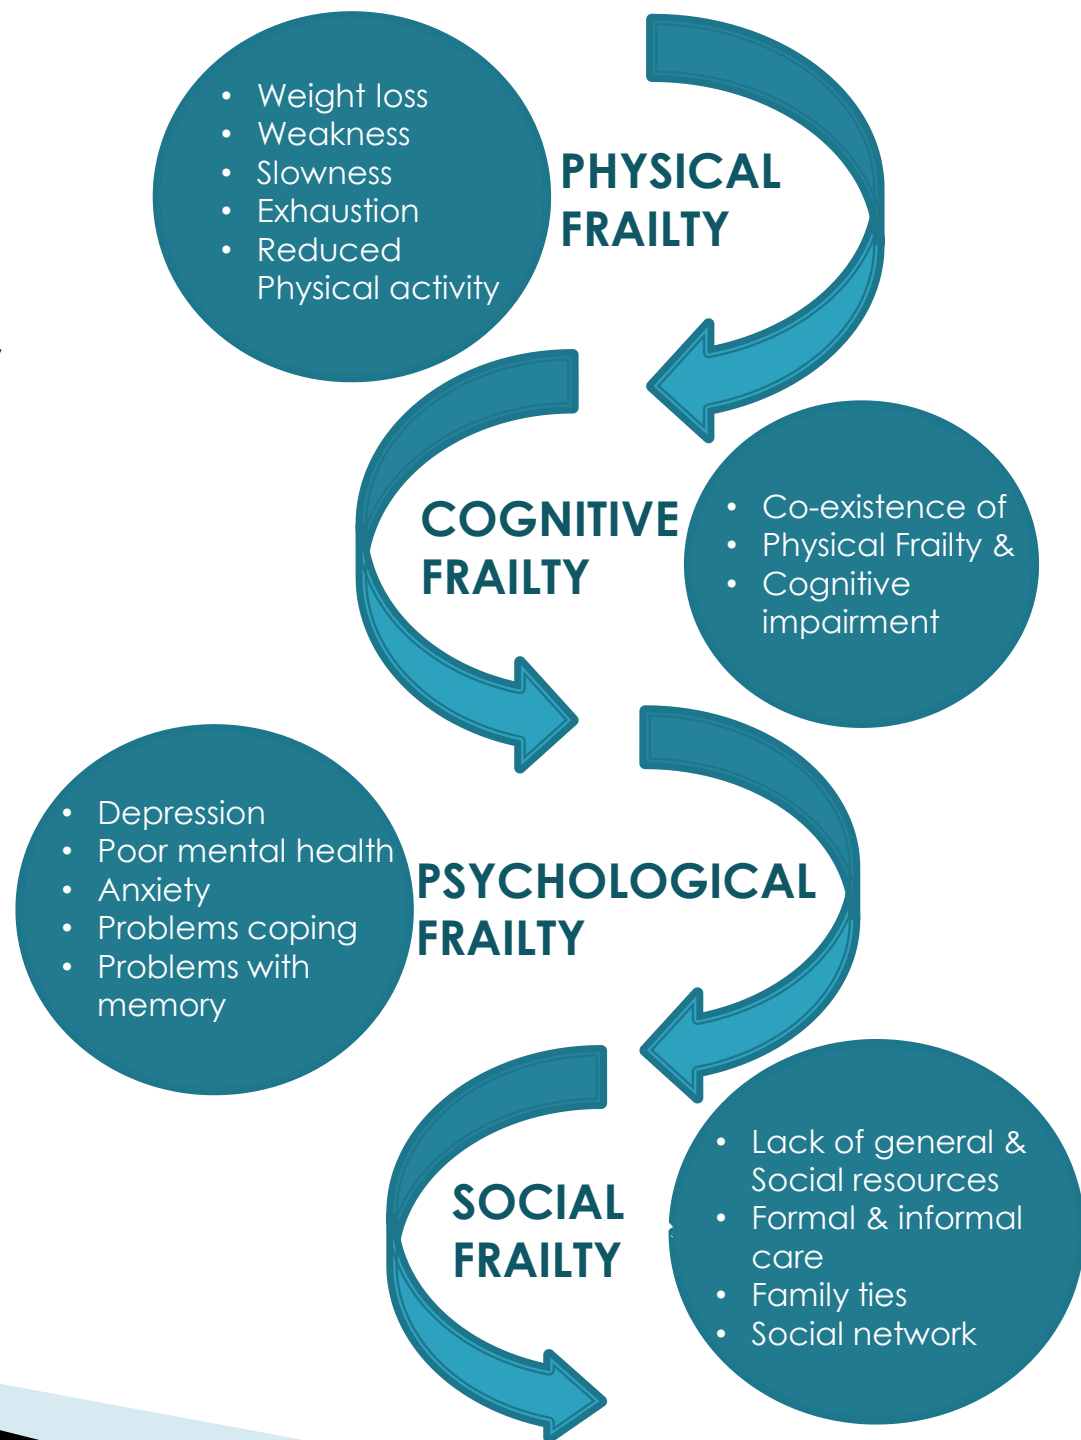 • Weight loss
• Weakness
• Slowness
• Exhaustion
• Reduced
Physical activity
PHYSICAL
FRAILTY
COGNITIVE
FRAILTY
• Co-existence of
• Physical Frailty &
• Cognitive
impairment
• Depression
• Poor mental health
• Anxiety
• Problems coping
• Problems with
memory
PSYCHOLOGICAL
FRAILTY
SOCIAL
FRAILTY
• Lack of general &
Social resources
• Formal & informal
care
• Family ties
• Social network